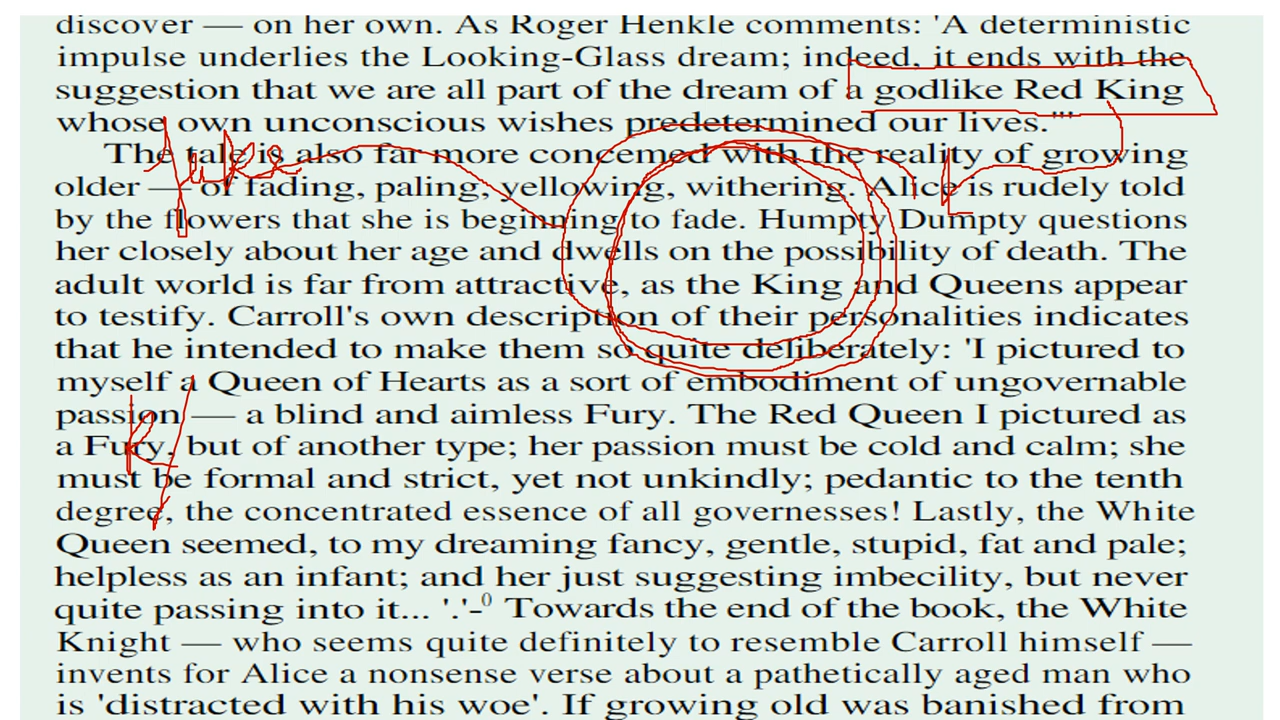 discover — on her own. As Roger Henkle comments: 'A deterministic
impulse underlies the Looking-Glass dream; indeed, it ends with the
suggestion that we are all part of the dream of a godlike Red King
whose own unconscious wishes predetermined our lives.'"
The tale is also far more concemed with the reality of growing
older — of fading, paling, yellowing, withering. Alice is rudely told
by the flowers that she is beginning to fade. Humpty Dumpty questions
her closely about her age and dwells on the possibility of death. The
adult world is far from attractive, as the King and Queens appear
to testify. Carroll's own description of their personalities indicates
that he intended to make them so quite deliberately: 'I pictured to
myself a Queen of Hearts as a sort of embodiment of ungovernable
passion — a blind and aimless Fury. The Red Queen I pictured as
a Fury, but of another type; her passion must be cold and calm; she
must be formal and strict, yet not unkindly; pedantic to the tenth
degree, the concentrated essence of all governesses! Lastly, the White
Queen seemed, to my dreaming fancy, gentle, stupid, fat and pale;
helpless as an infant; and her just suggesting imbecility, but never
quite passing into it... '.'-⁰ Towards the end of the book, the White
Knight — who seems quite definitely to resemble Carroll himself —
invents for Alice a nonsense verse about a pathetically aged man who
is 'distracted with his woe'. If growing old was banished from